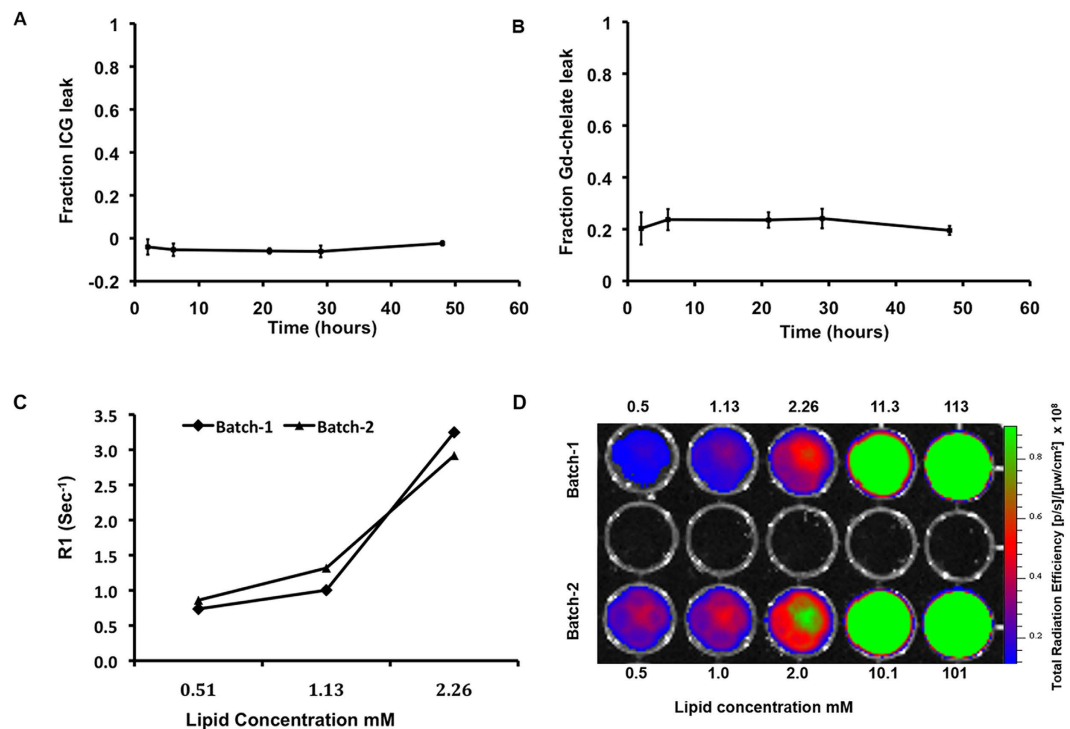 A
1
0.8
0.6
0.4
0.2
0
-0.2
Fraction ICG leak
0 10 20 30 40 50 60
Time (hours)
B
1
0.8
0.6
0.4
0.2
0
Fraction Gd-chelate leak
0 10 20 30 40 50 60
Time (hours)
C
3.5
3.0
2.5
2.0
1.5
1.0
0.5
0.0
R1 (Sec-1)
Batch-1 Batch-2
0.51 1.13 2.26
Lipid Concentration mM
D
0.5 1.13 2.26 11.3 113
Batch-1
Batch-2
0.5 1.0 2.0 10.1 101
Lipid concentration mM
0.8
0.6
0.4
0.2
Total Radiation Efficiency [p/s]/[µw/cm²] x 10⁸